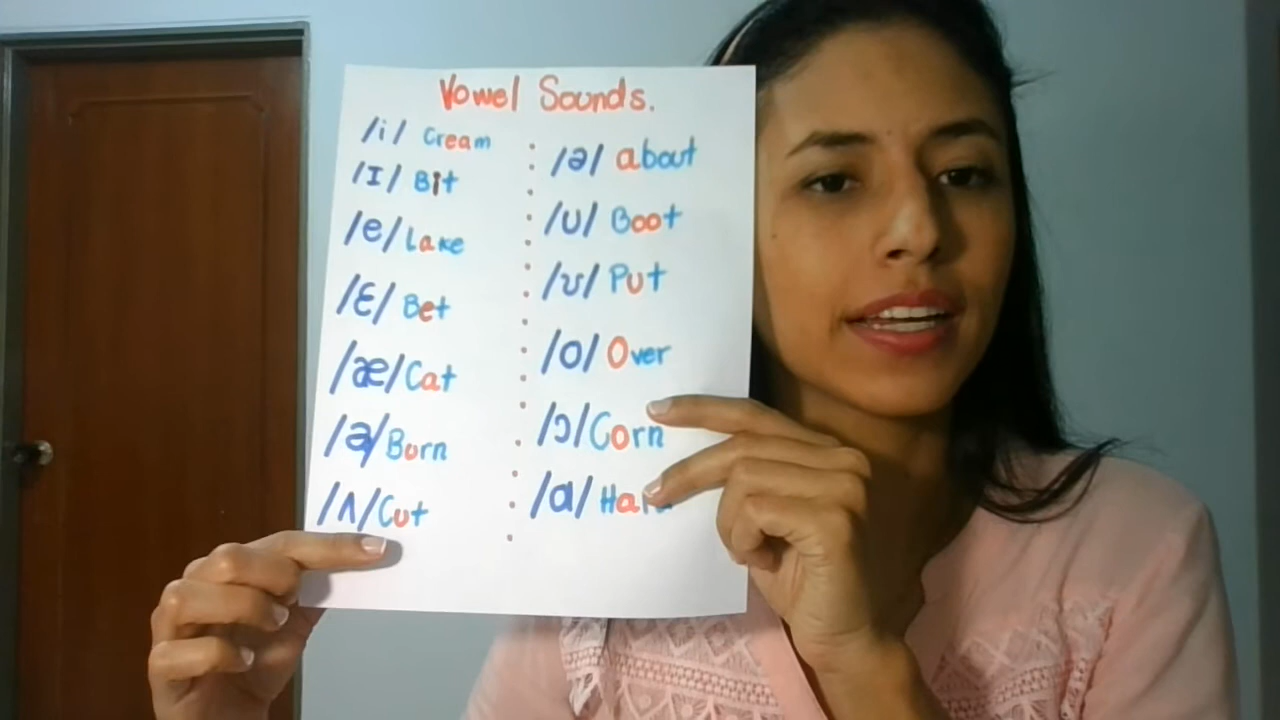 Vowel Sounds.
/i/ Cream
/ɪ/ Bit
/e/ Lake
/ɛ/ Bet
/æ/ Cat
/ə/ Burn
/ʌ/ Cut
/ə/ about
/U/ Boot
/ʊ/ Put
/o/ Over
/ɔ/ Corn
/ɑ/